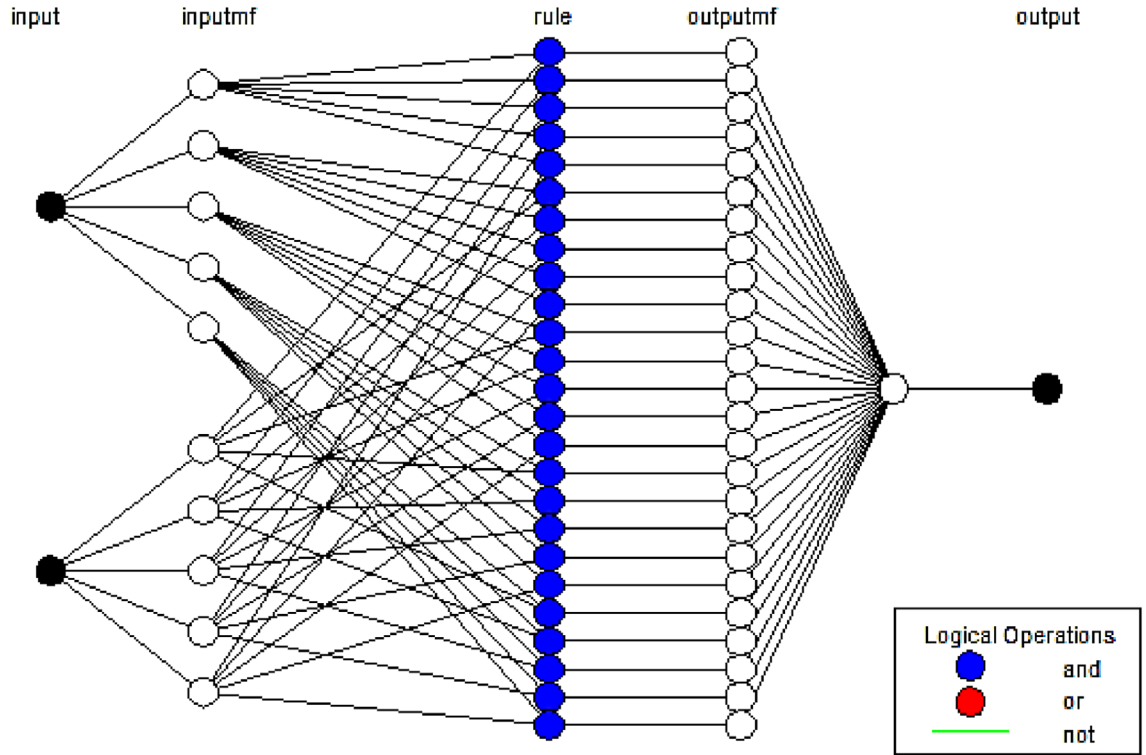 input inputmf rule outputmf output
Logical Operations
and
or
not